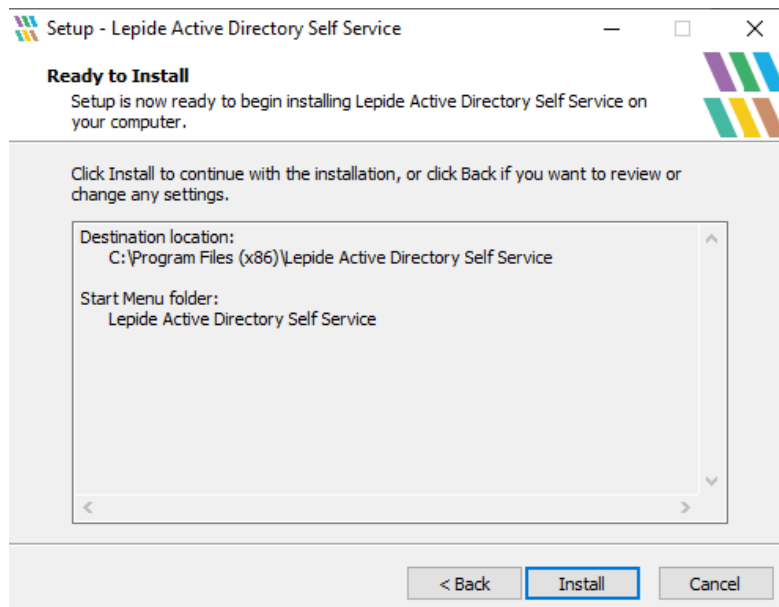 Setup - Lepide Active Directory Self Service
Ready to Install
Setup is now ready to begin installing Lepide Active Directory Self Service on
your computer.
Click Install to continue with the installation, or click Back if you want to review or
change any settings.
Destination location:
C:\Program Files (x86)\Lepide Active Directory Self Service
Start Menu folder:
Lepide Active Directory Self Service
< Back
Install
Cancel